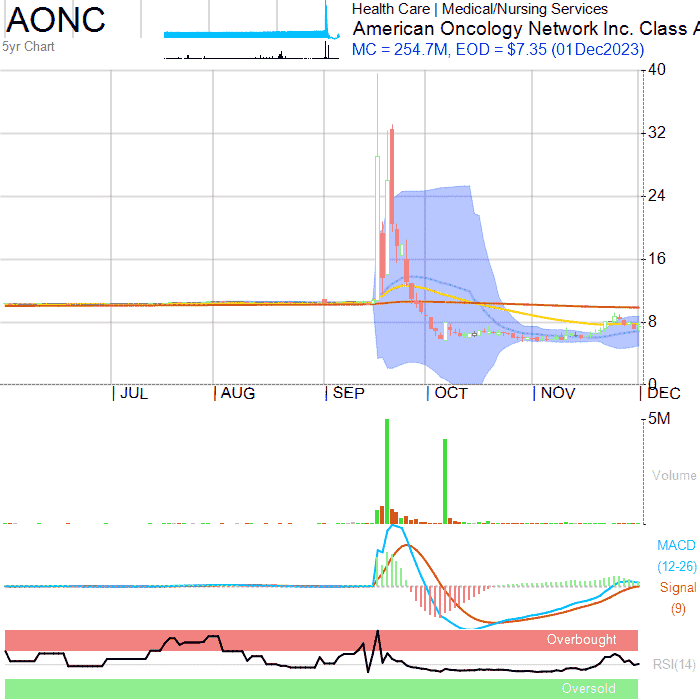 AONC
5yr Chart
Health Care | Medical/Nursing Services
American Oncology Network Inc. Class A
MC = 254.7M, EOD = $7.35 (01Dec2023)
40
32
24
16
8
0
JUL
AUG
SEP
OCT
NOV
DEC
5M
Volume
MACD
(12-26)
Signal
(9)
Overbought
RSI(14)
Oversold